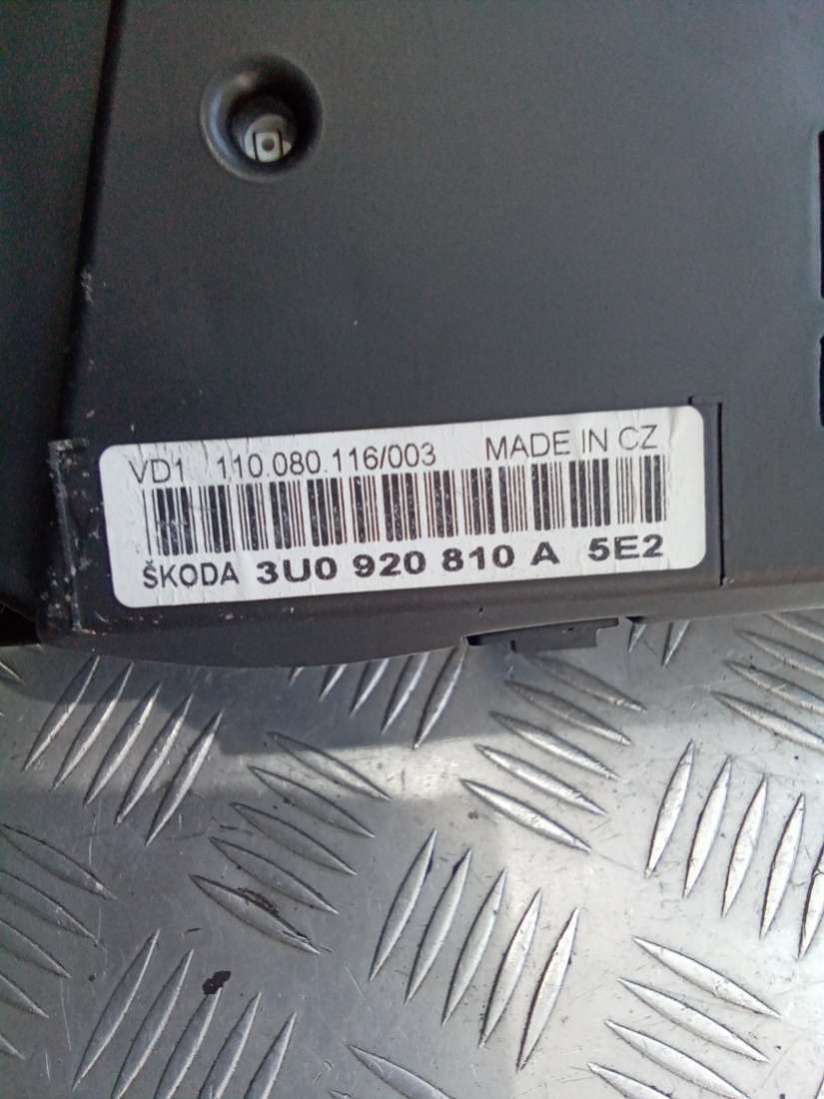 VD1 110.080.116/003 MADE IN CZ
ŠKODA 3U0 920 810 A 5E2